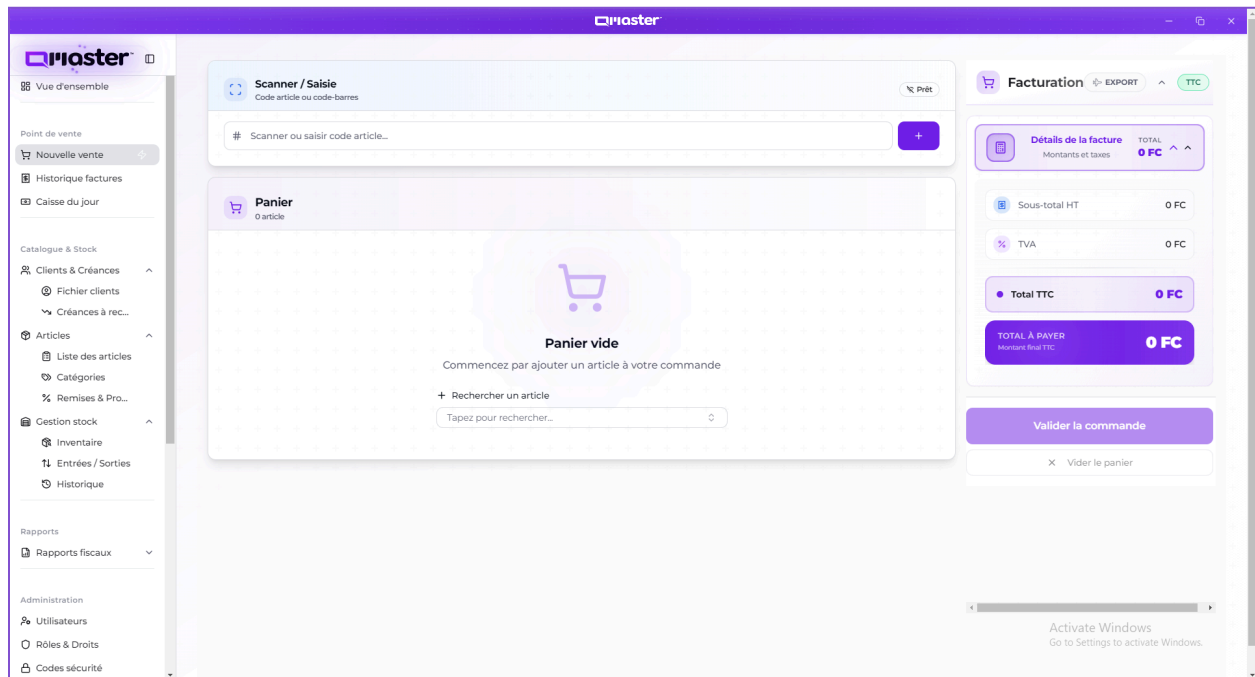 Qmaster
Qmaster
Vue d'ensemble
Point de vente
Nouvelle vente
Historique factures
Caisse du jour
Catalogue & Stock
Clients & Créances
Fichier clients
Créances à rec...
Articles
Liste des articles
Catégories
% Remises & Pro...
Gestion stock
Inventaire
Entrées / Sorties
Historique
Rapports
Rapports fiscaux
Administration
Utilisateurs
Rôles & Droits
Codes sécurité
Scanner / Saisie
Code article ou code-barres
Prêt
# Scanner ou saisir code article...
+
Panier
0 article
Panier vide
Commencez par ajouter un article à votre commande
+ Rechercher un article
Tapez pour rechercher...
Facturation
EXPORT
TTC
Détails de la facture
Montants et taxes
TOTAL
0 FC
Sous-total HT 0 FC
% TVA 0 FC
Total TTC 0 FC
TOTAL À PAYER
Montant final TTC
0 FC
Valider la commande
× Vider le panier
Activate Windows
Go to Settings to activate Windows.